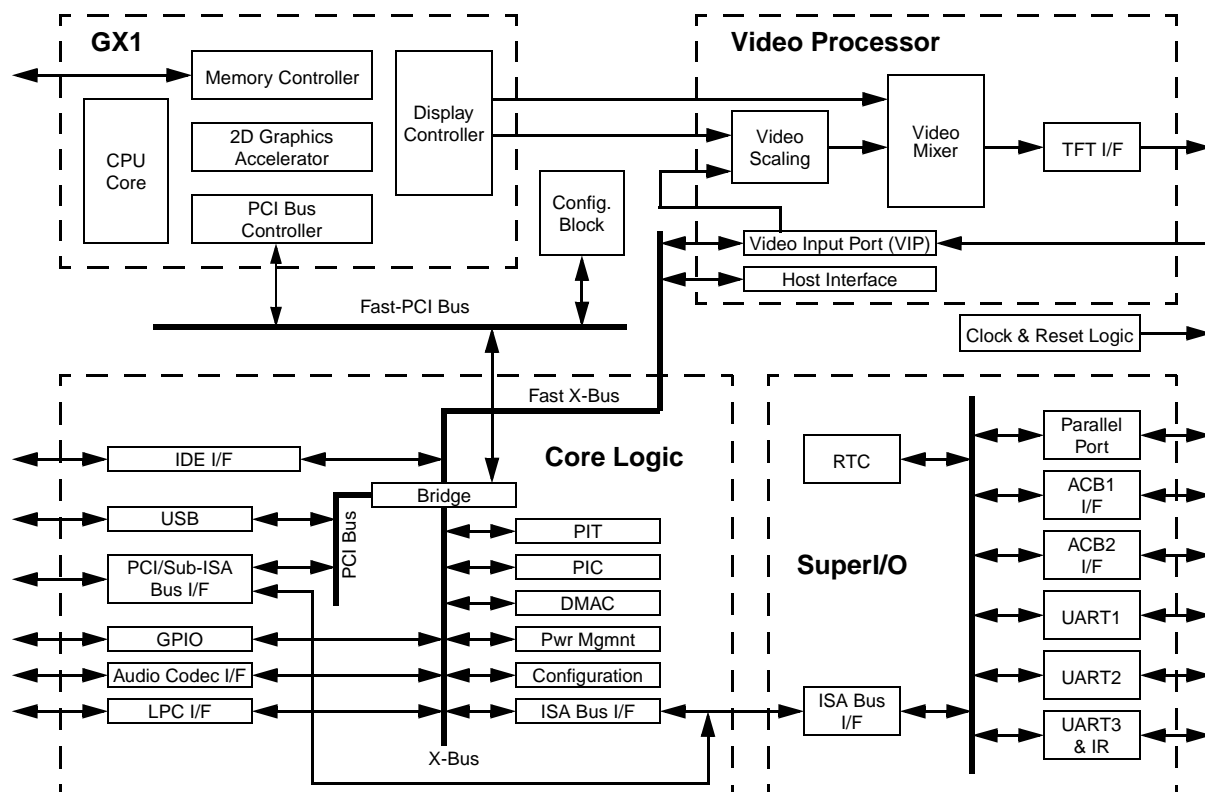 GX1
Memory Controller
CPU
Core
2D Graphics
Accelerator
PCI Bus
Controller
Display
Controller
Config.
Block
Video Processor
Video
Scaling
Video
Mixer
TFT I/F
Video Input Port (VIP)
Host Interface
Fast-PCI Bus
Clock & Reset Logic
Fast X-Bus
Core Logic
IDE I/F
Bridge
USB
PCI Bus
PCI/Sub-ISA
Bus I/F
GPIO
Audio Codec I/F
LPC I/F
PIT
PIC
DMAC
Pwr Mgmnt
Configuration
ISA Bus I/F
X-Bus
SuperI/O
RTC
ISA Bus
I/F
Parallel
Port
ACB1
I/F
ACB2
I/F
UART1
UART2
UART3
& IR